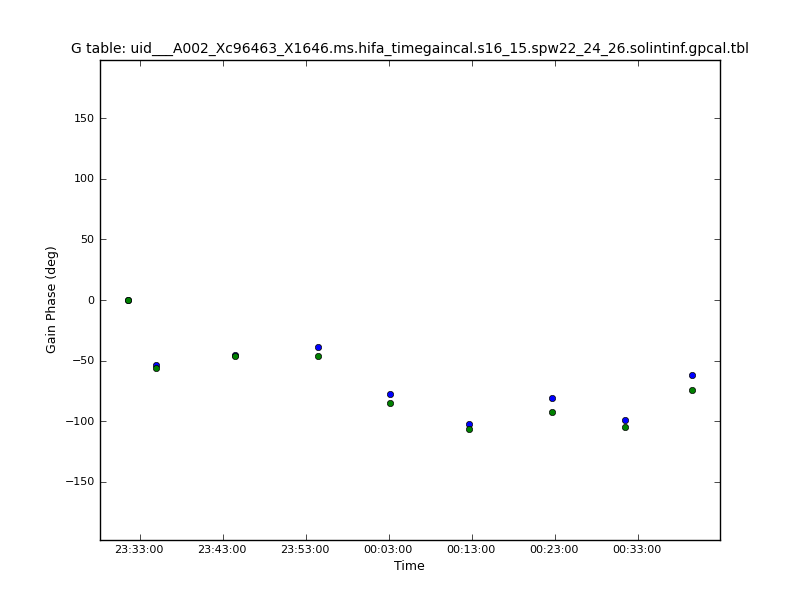 G table: uid___A002_Xc96463_X1646.ms.hifa_timegaincal.s16_15.spw22_24_26.solintinf.gpcal.tbl
150
100
50
0
−50
−100
−150
Gain Phase (deg)
23:33:00 23:43:00 23:53:00 00:03:00 00:13:00 00:23:00 00:33:00
Time